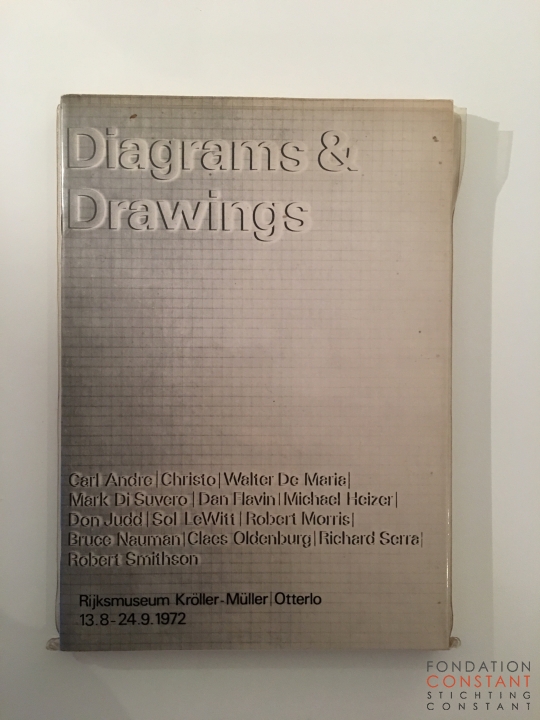 Diagrams &
Drawings
Carl Andre|Christo|Walter De Maria|
Mark Di Suvero|Dan Flavin|Michael Heizer|
Don Judd|Sol LeWitt|Robert Morris|
Bruce Nauman|Claes Oldenburg|Richard Serra|
Robert Smithson
Rijksmuseum Kröller-Müller|Otterlo
13.8-24.9.1972
FONDATION
CONSTANT
STICHTING
CONSTANT